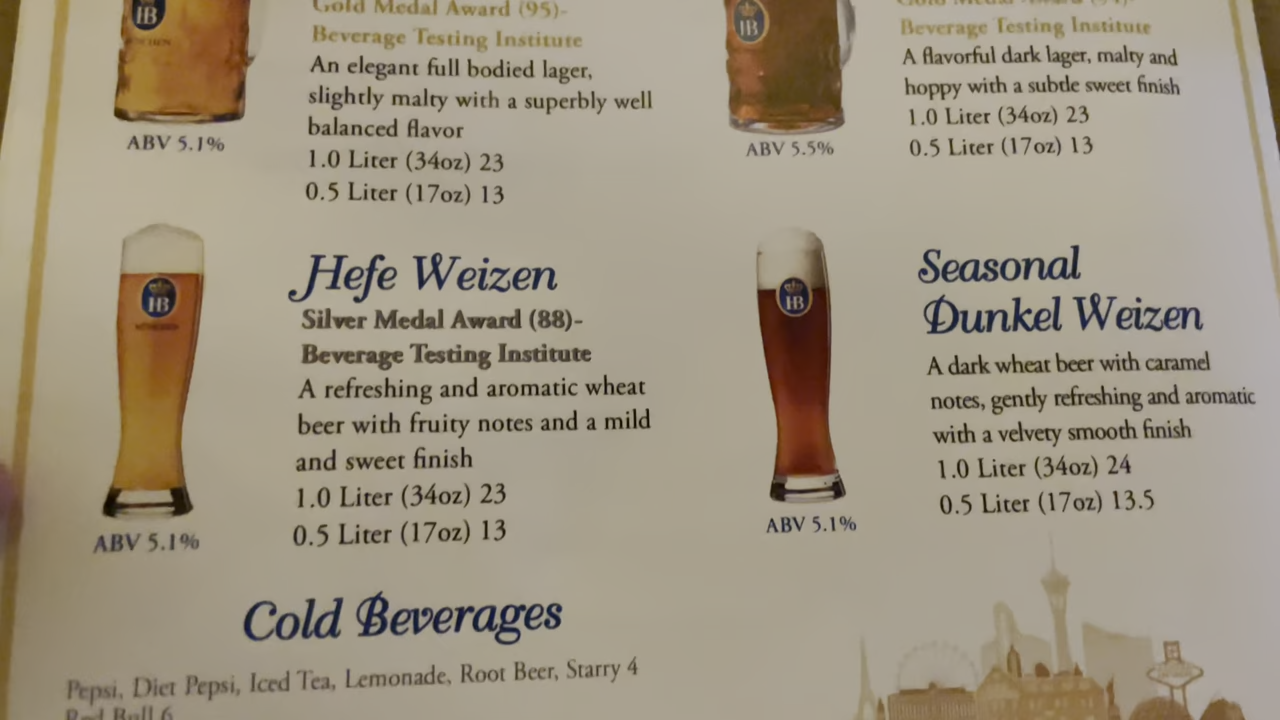 HB
Gold Medal Award (95)-
Beverage Testing Institute
An elegant full bodied lager,
slightly malty with a superbly well
balanced flavor
1.0 Liter (34oz) 23
0.5 Liter (17oz) 13
ABV 5.1%
HB
Beverage Testing Institute
A flavorful dark lager, malty and
hoppy with a subtle sweet finish
1.0 Liter (34oz) 23
0.5 Liter (17oz) 13
ABV 5.5%
HB
Hefe Weizen
Silver Medal Award (88)-
Beverage Testing Institute
A refreshing and aromatic wheat
beer with fruity notes and a mild
and sweet finish
1.0 Liter (34oz) 23
0.5 Liter (17oz) 13
ABV 5.1%
HB
Seasonal
Dunkel Weizen
A dark wheat beer with caramel
notes, gently refreshing and aromatic
with a velvety smooth finish
1.0 Liter (34oz) 24
0.5 Liter (17oz) 13.5
ABV 5.1%
Cold Beverages
Pepsi, Diet Pepsi, Iced Tea, Lemonade, Root Beer, Starry 4
Red Bull 6